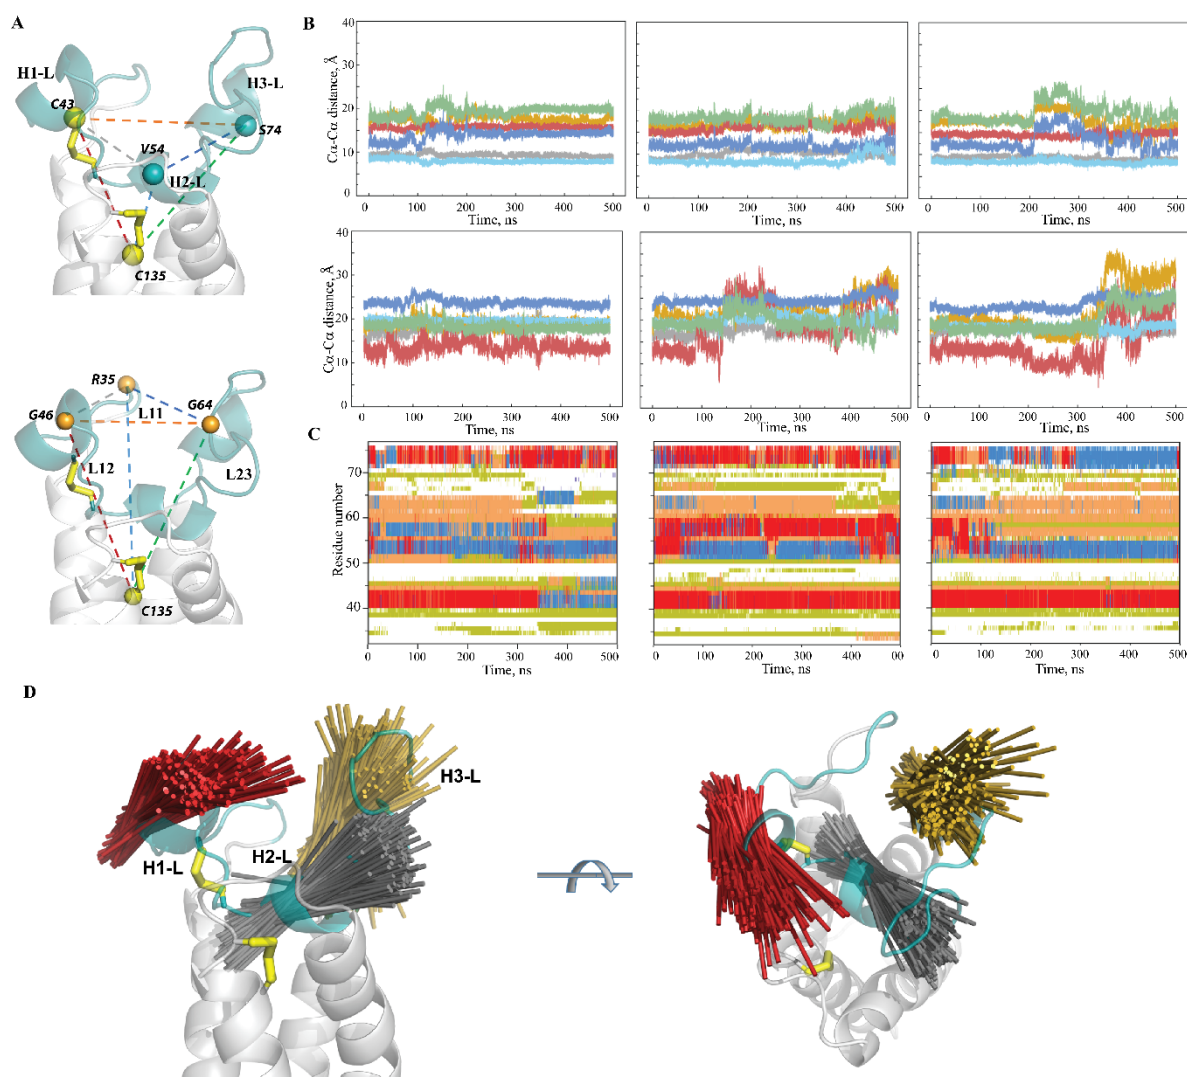 A
H1-L
H3-L
C43
S74
V54
H2-L
C135
R35
G46
L11
G64
L12
L23
C135
B
Cα-Cα distance, Å
40
30
20
10
0
0 100 200 300 400 500
Time, ns
0 100 200 300 400 500
Time, ns
0 100 200 300 400 500
Time, ns
Cα-Cα distance, Å
40
30
20
10
0
0 100 200 300 400 500
Time, ns
0 100 200 300 400 500
Time, ns
0 100 200 300 400 500
Time, ns
C
Residue number
70
60
50
40
0 100 200 300 400 500
Time, ns
0 100 200 300 400 00
Time, ns
0 100 200 300 400 500
Time, ns
D
H3-L
H2-L
H1-L